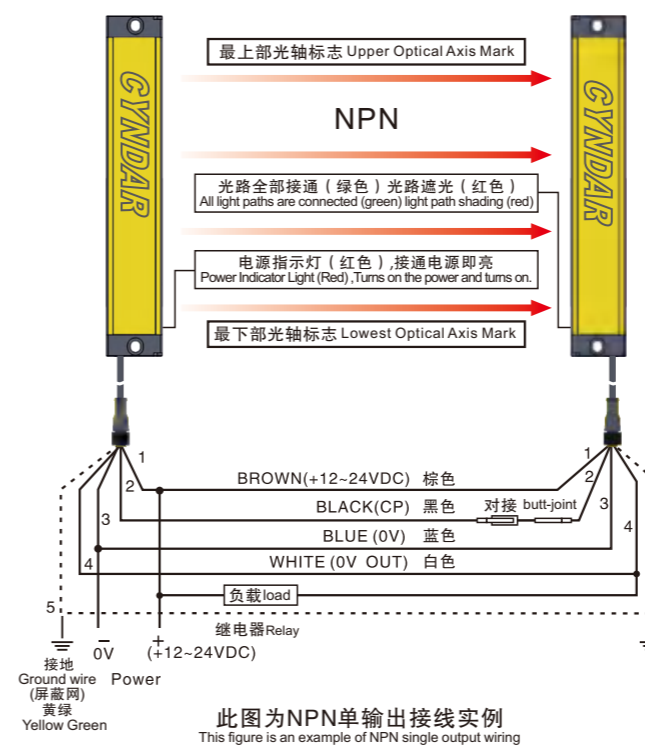 最上部光轴标志 Upper Optical Axis Mark
CYNDAR
CYNDAR
NPN
光路全部接通（绿色）光路遮光（红色）
All light paths are connected (green) light path shading (red)
电源指示灯（红色）,接通电源即亮
Power Indicator Light (Red) ,Turns on the power and turns on.
最下部光轴标志 Lowest Optical Axis Mark
1
1
BROWN(+12~24VDC) 棕色
2
2
BLACK(CP) 黑色 对接 butt-joint
3
3
BLUE (0V) 蓝色
4
4
WHITE (0V OUT) 白色
负载load
5
继电器Relay
− +
0V (+12~24VDC)
接地
Ground wire Power
(屏蔽网)
黄绿
Yellow Green
此图为NPN单输出接线实例
This figure is an example of NPN single output wiring